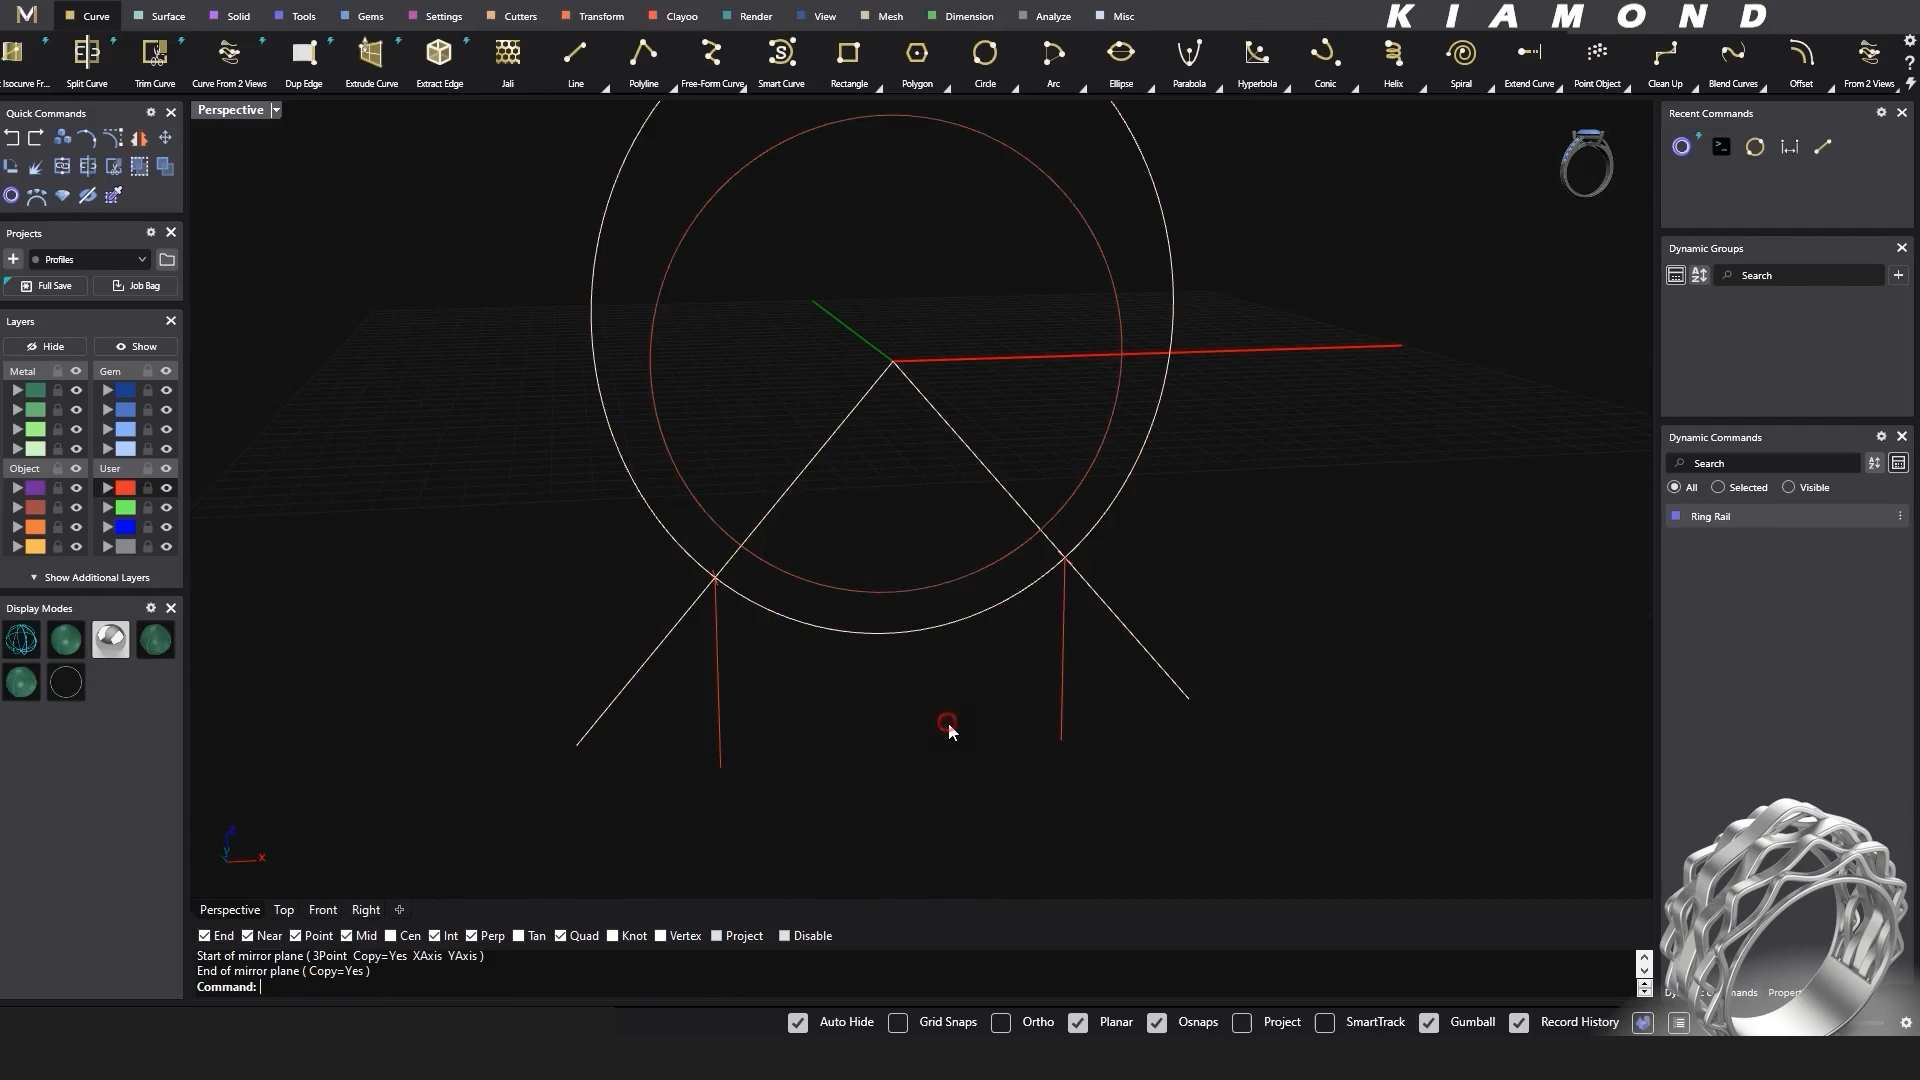 Curve Surface Solid Tools Gems Settings Cutters Transform Clayoo Render View Mesh Dimension Analyze Misc
KIAMOND
Isocurve Fr... Split Curve Trim Curve Curve From 2 Views Dup Edge Extrude Curve Extract Edge Jali Line Polyline Free-Form Curve Smart Curve Rectangle Polygon Circle Arc Ellipse Parabola Hyperbola Conic Helix Spiral Extend Curve Point Object Clean Up Blend Curves Offset From 2 Views
Quick Commands
Projects
Profiles
Full Save Job Bag
Layers
Hide Show
Metal Gem
Object User
Show Additional Layers
Display Modes
Perspective
x
Perspective Top Front Right
End Near Point Mid Cen Int Perp Tan Quad Knot Vertex Project Disable
Start of mirror plane ( 3Point Copy=Yes XAxis YAxis )
End of mirror plane ( Copy=Yes )
Command:
Auto Hide Grid Snaps Ortho Planar Osnaps Project SmartTrack Gumball Record History
Recent Commands
Dynamic Groups
Search
Dynamic Commands
Search
All Selected Visible
Ring Rail